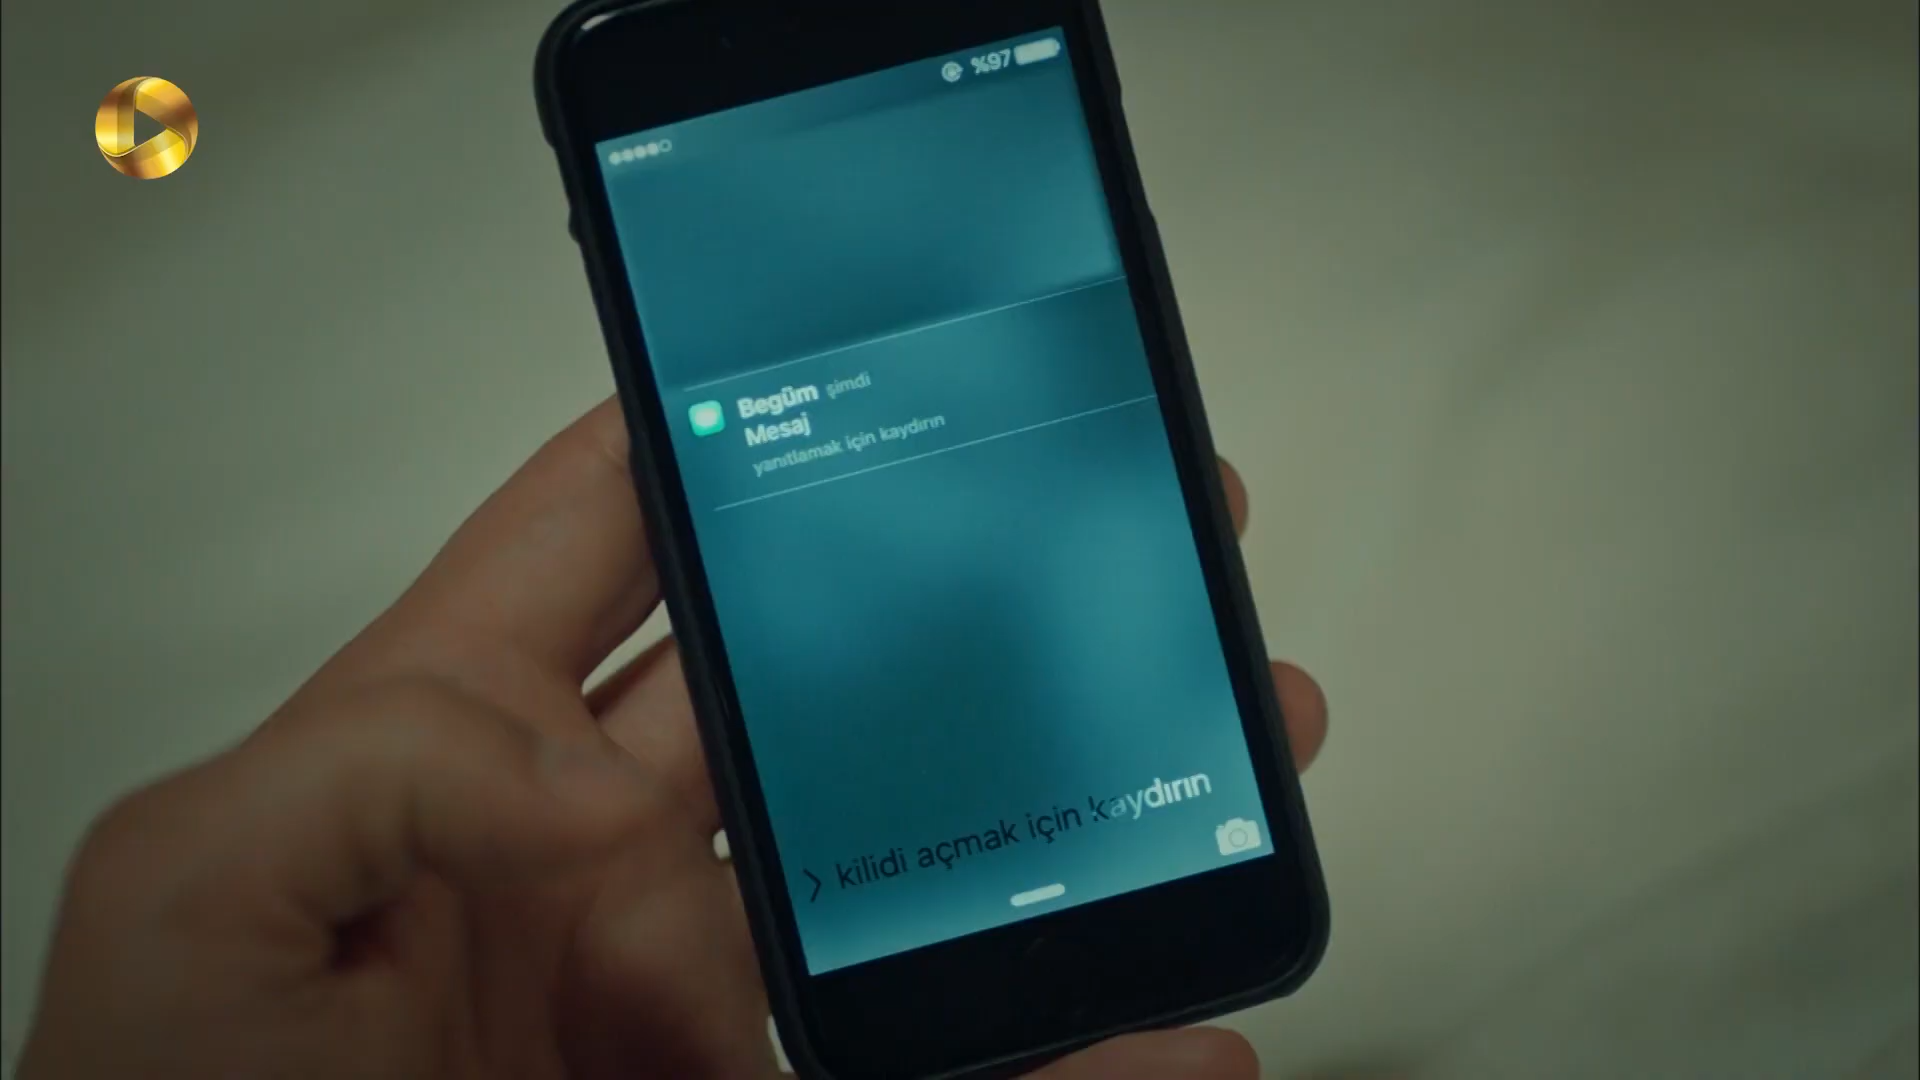 %97
Begüm şimdi
Mesaj
yanıtlamak için kaydırın
> kilidi açmak için kaydırın